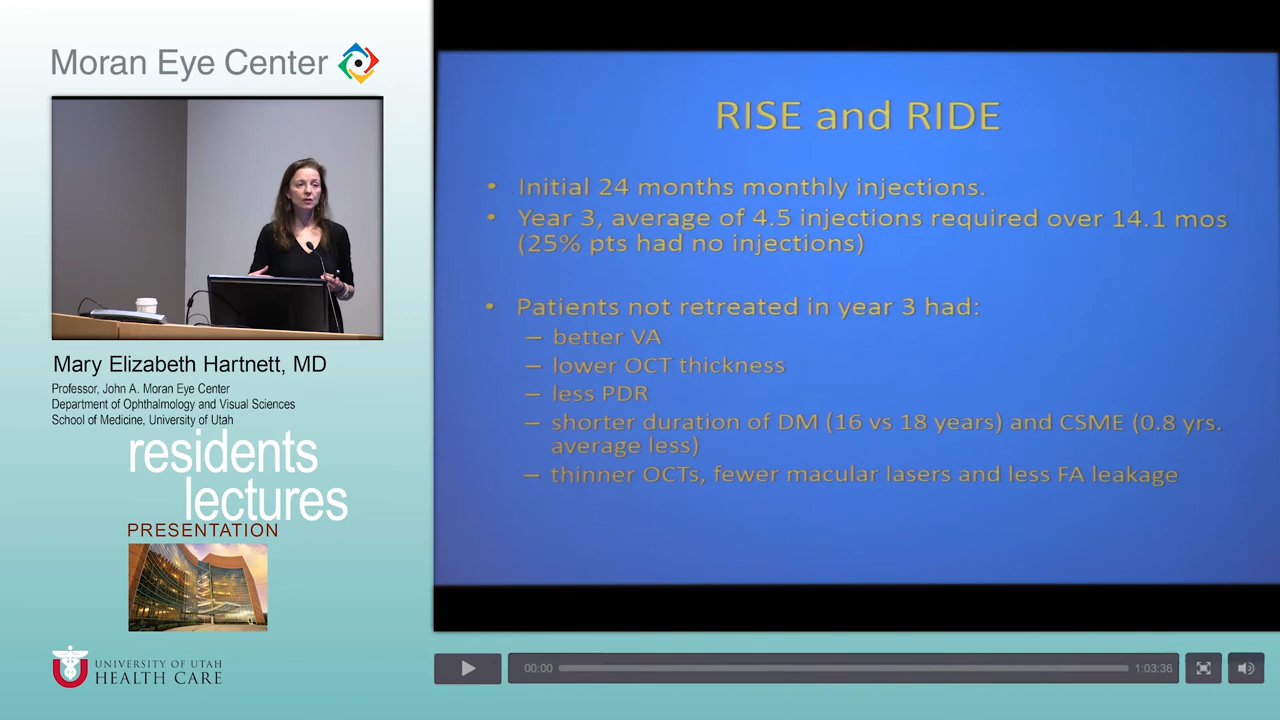 Moran Eye Center
Mary Elizabeth Hartnett, MD
Professor, John A. Moran Eye Center
Department of Ophthalmology and Visual Sciences
School of Medicine, University of Utah
residents
lectures
PRESENTATION
UNIVERSITY OF UTAH
HEALTH CARE
RISE and RIDE
• Initial 24 months monthly injections.
• Year 3, average of 4.5 injections required over 14.1 mos
(25% pts had no injections)
• Patients not retreated in year 3 had:
– better VA
– lower OCT thickness
– less PDR
– shorter duration of DM (16 vs 18 years) and CSME (0.8 yrs.
average less)
– thinner OCTs, fewer macular lasers and less FA leakage
00:00
1:03:36